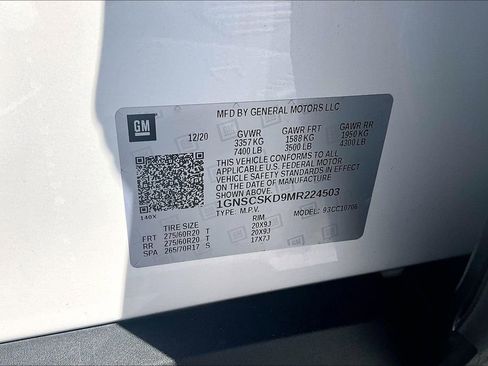 MFD BY GENERAL MOTORS LLC
GM
12/20 GVWR GAWR FRT GAWR RR
3357 KG 1588 KG 1950 KG
7400 LB 3500 LB 4300 LB
THIS VEHICLE CONFORMS TO ALL
APPLICABLE U.S. FEDERAL MOTOR
VEHICLE SAFETY STANDARDS IN EFFECT
ON THE DATE OF MANUFACTURE
SHOWN ABOVE.
1GNSCSKD9MR224503
TYPE: M.P.V. MODEL: 93CC10706
140X
TIRE SIZE RIM
FRT 275/60R20 T 20X9J
RR 275/60R20 T 20X9J
SPA 265/70R17 S 17X7J